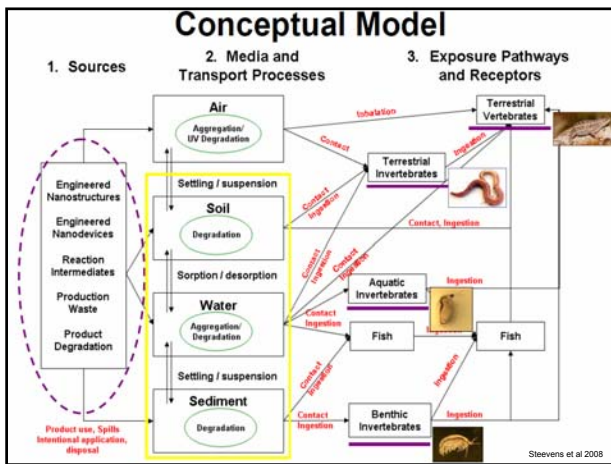 Conceptual Model
1. Sources
2. Media and
Transport Processes
3. Exposure Pathways
and Receptors
Engineered
Nanostructures
Engineered
Nanodevices
Reaction
Intermediates
Production
Waste
Product
Degradation
Product use, Spills
Intentional application,
disposal
Air
Aggregation/
UV Degradation
Settling / suspension
Soil
Degradation
Sorption / desorption
Water
Aggregation/
Degradation
Settling / suspension
Sediment
Degradation
Inhalation
Contact
Contact
Ingestion
Contact, Ingestion
Contact
Ingestion
Contact
Ingestion
Contact
Ingestion
Contact
Ingestion
Contact
Ingestion
Terrestrial
Vertebrates
Ingestion
Terrestrial
Invertebrates
Aquatic
Invertebrates
Ingestion
Fish
Ingestion
Fish
Ingestion
Benthic
Invertebrates
Ingestion
Steevens et al 2008